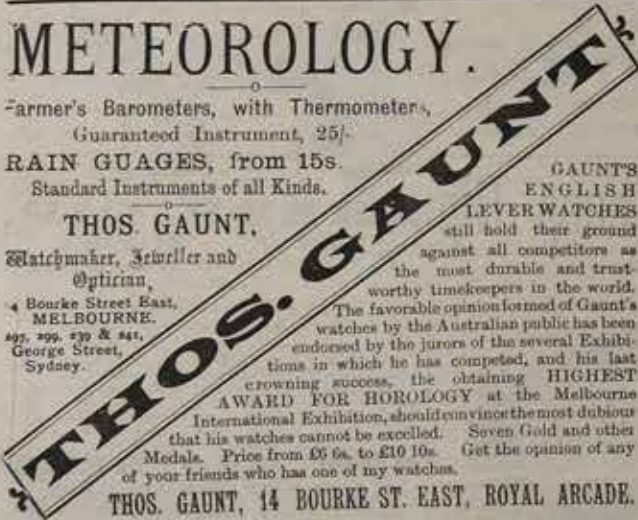 METEOROLOGY.
Farmer's Barometers, with Thermometers,
Guaranteed Instrument, 25/-
RAIN GUAGES, from 15s.
Standard Instruments of all Kinds.
THOS. GAUNT,
Watchmaker, Jeweller and
Optician,
4 Bourke Street East,
MELBOURNE.
297, 299, 239 & 241,
George Street,
Sydney.
THOS. GAUNT
GAUNT'S
ENGLISH
LEVER WATCHES
still hold their ground
against all competitors as
the most durable and trust-
worthy timekeepers in the world.
The favorable opinion formed of Gaunt's
watches by the Australian public has been
endorsed by the jurors of the several Exhibi-
tions in which he has competed, and his last
crowning success, the obtaining HIGHEST
AWARD FOR HOROLOGY at the Melbourne
International Exhibition, should convince the most dubious
that his watches cannot be excelled. Seven Gold and other
Medals. Price from £6 6s. to £10 10s. Get the opinion of any
of your friends who has one of my watches.
THOS. GAUNT, 14 BOURKE ST. EAST, ROYAL ARCADE.